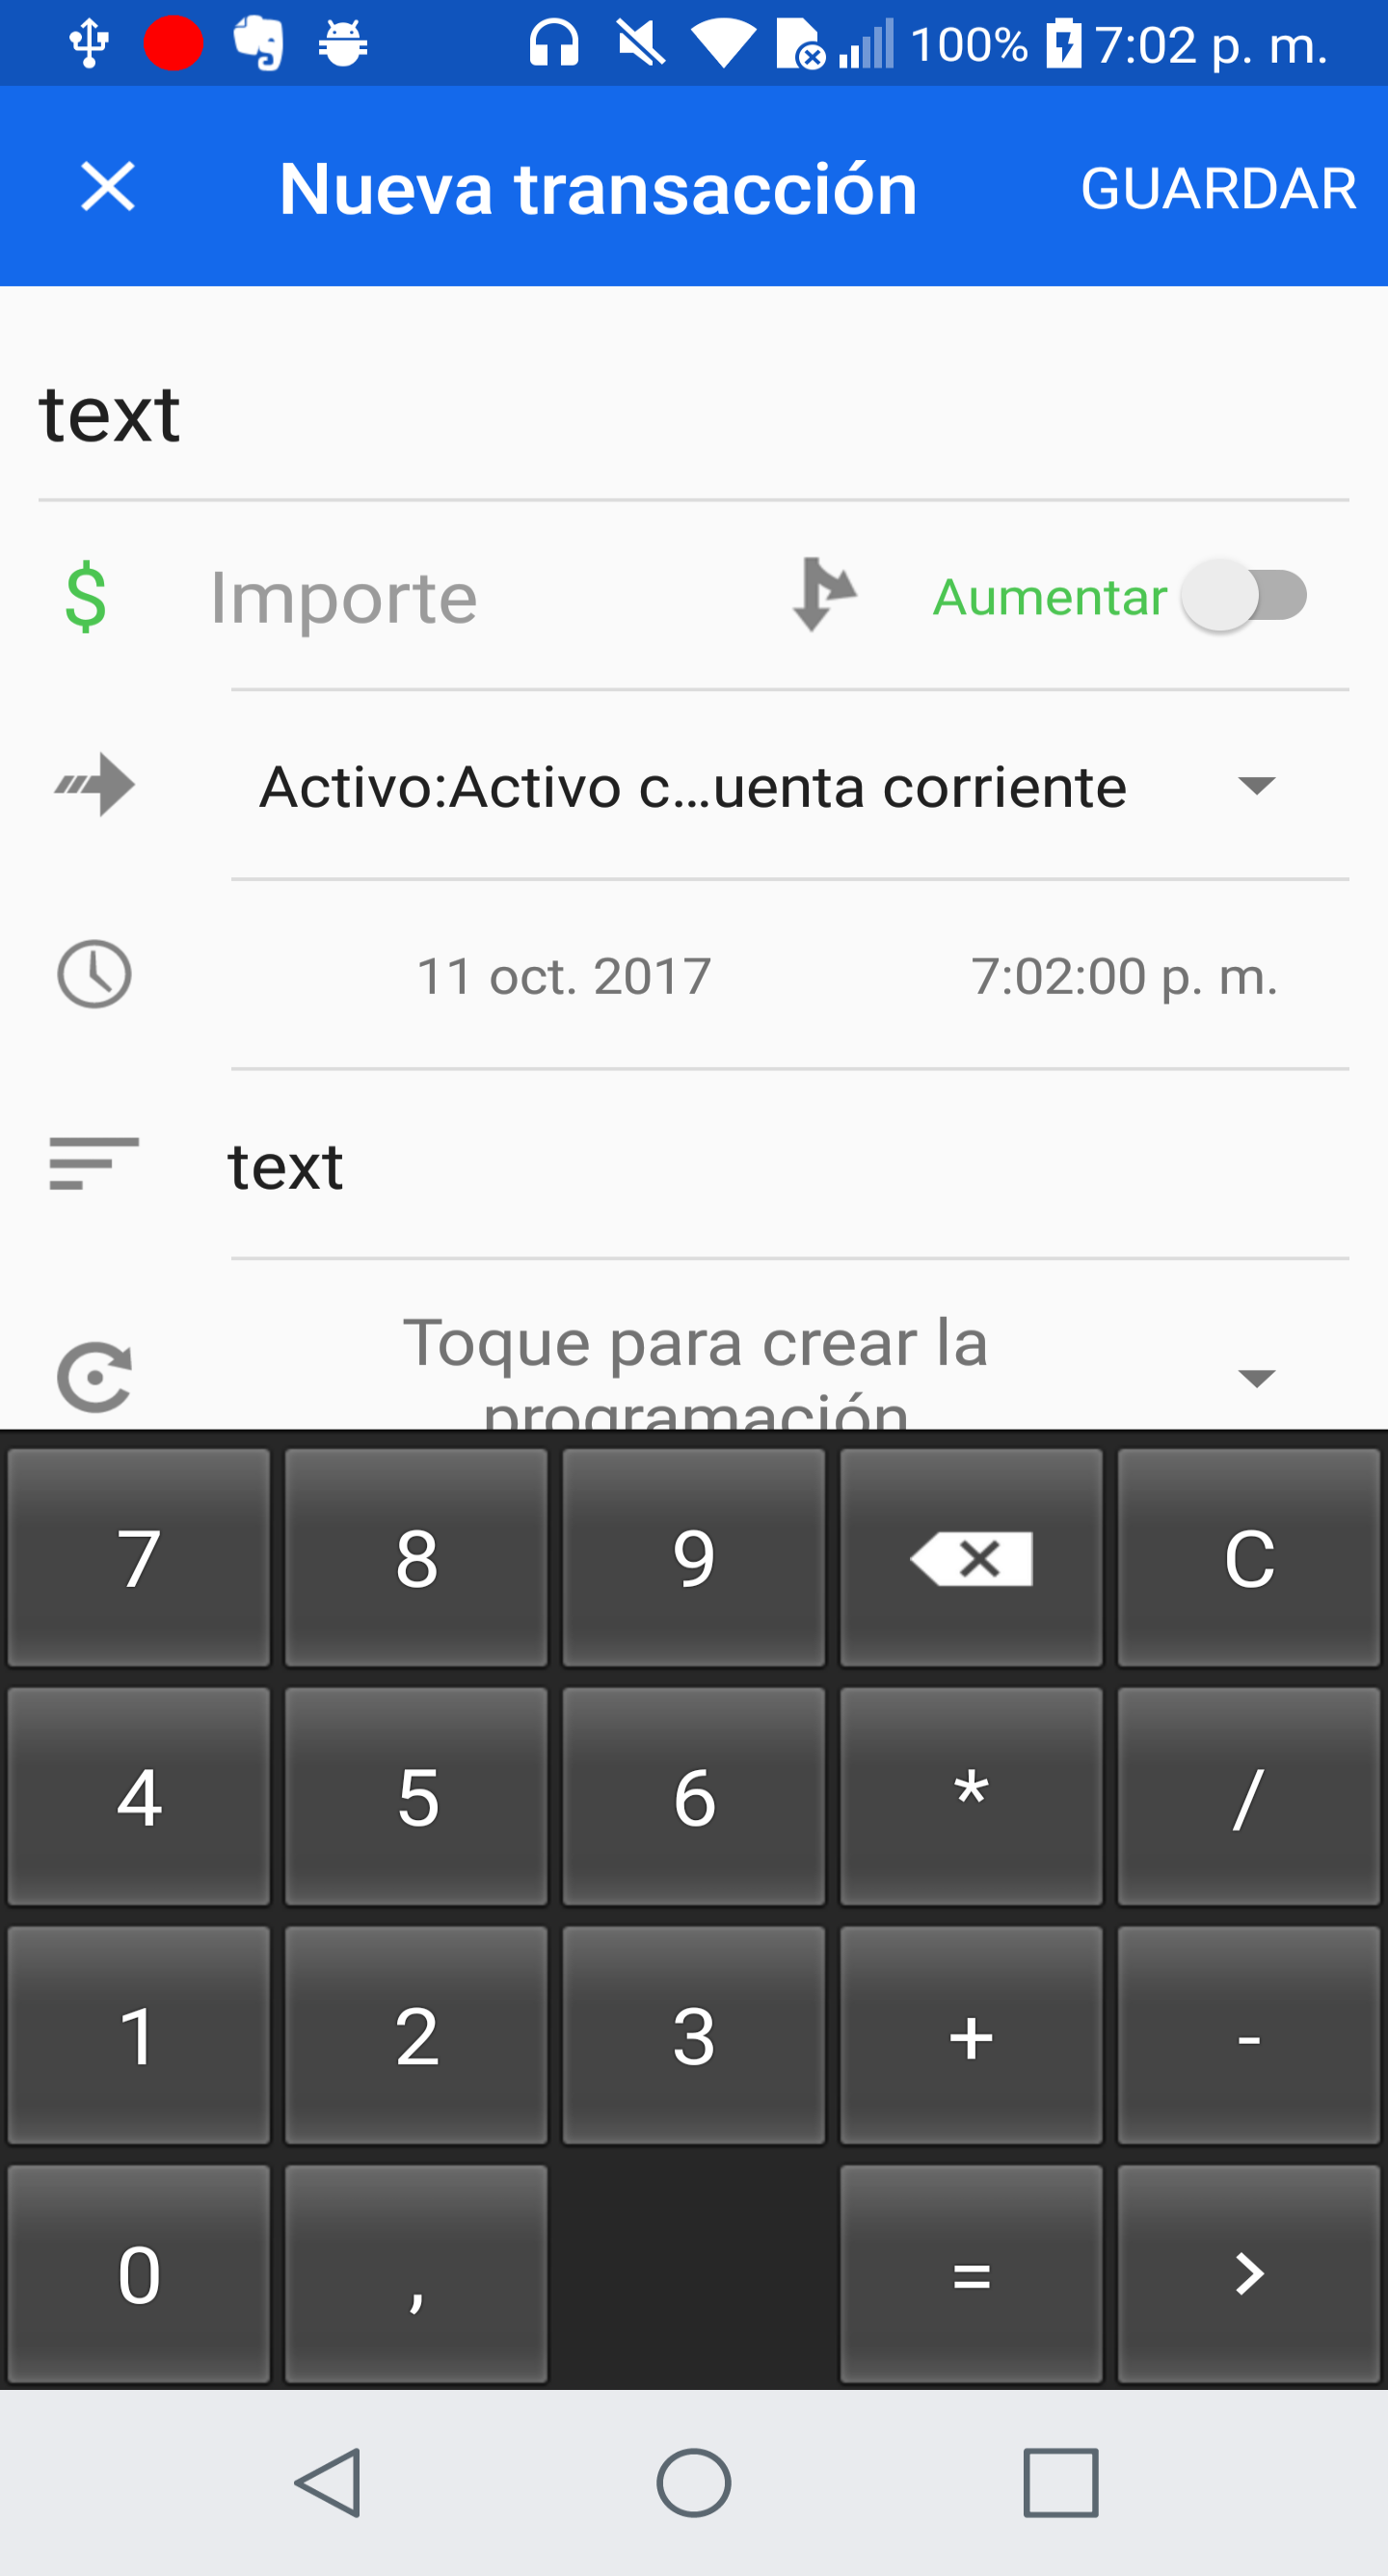 100% 7:02 p. m.
Nueva transacción GUARDAR
text
$ Importe Aumentar
Activo:Activo c...uenta corriente
11 oct. 2017 7:02:00 p. m.
text
Toque para crear la
programación
7 8 9 C
4 5 6 * /
1 2 3 + -
0 , = >